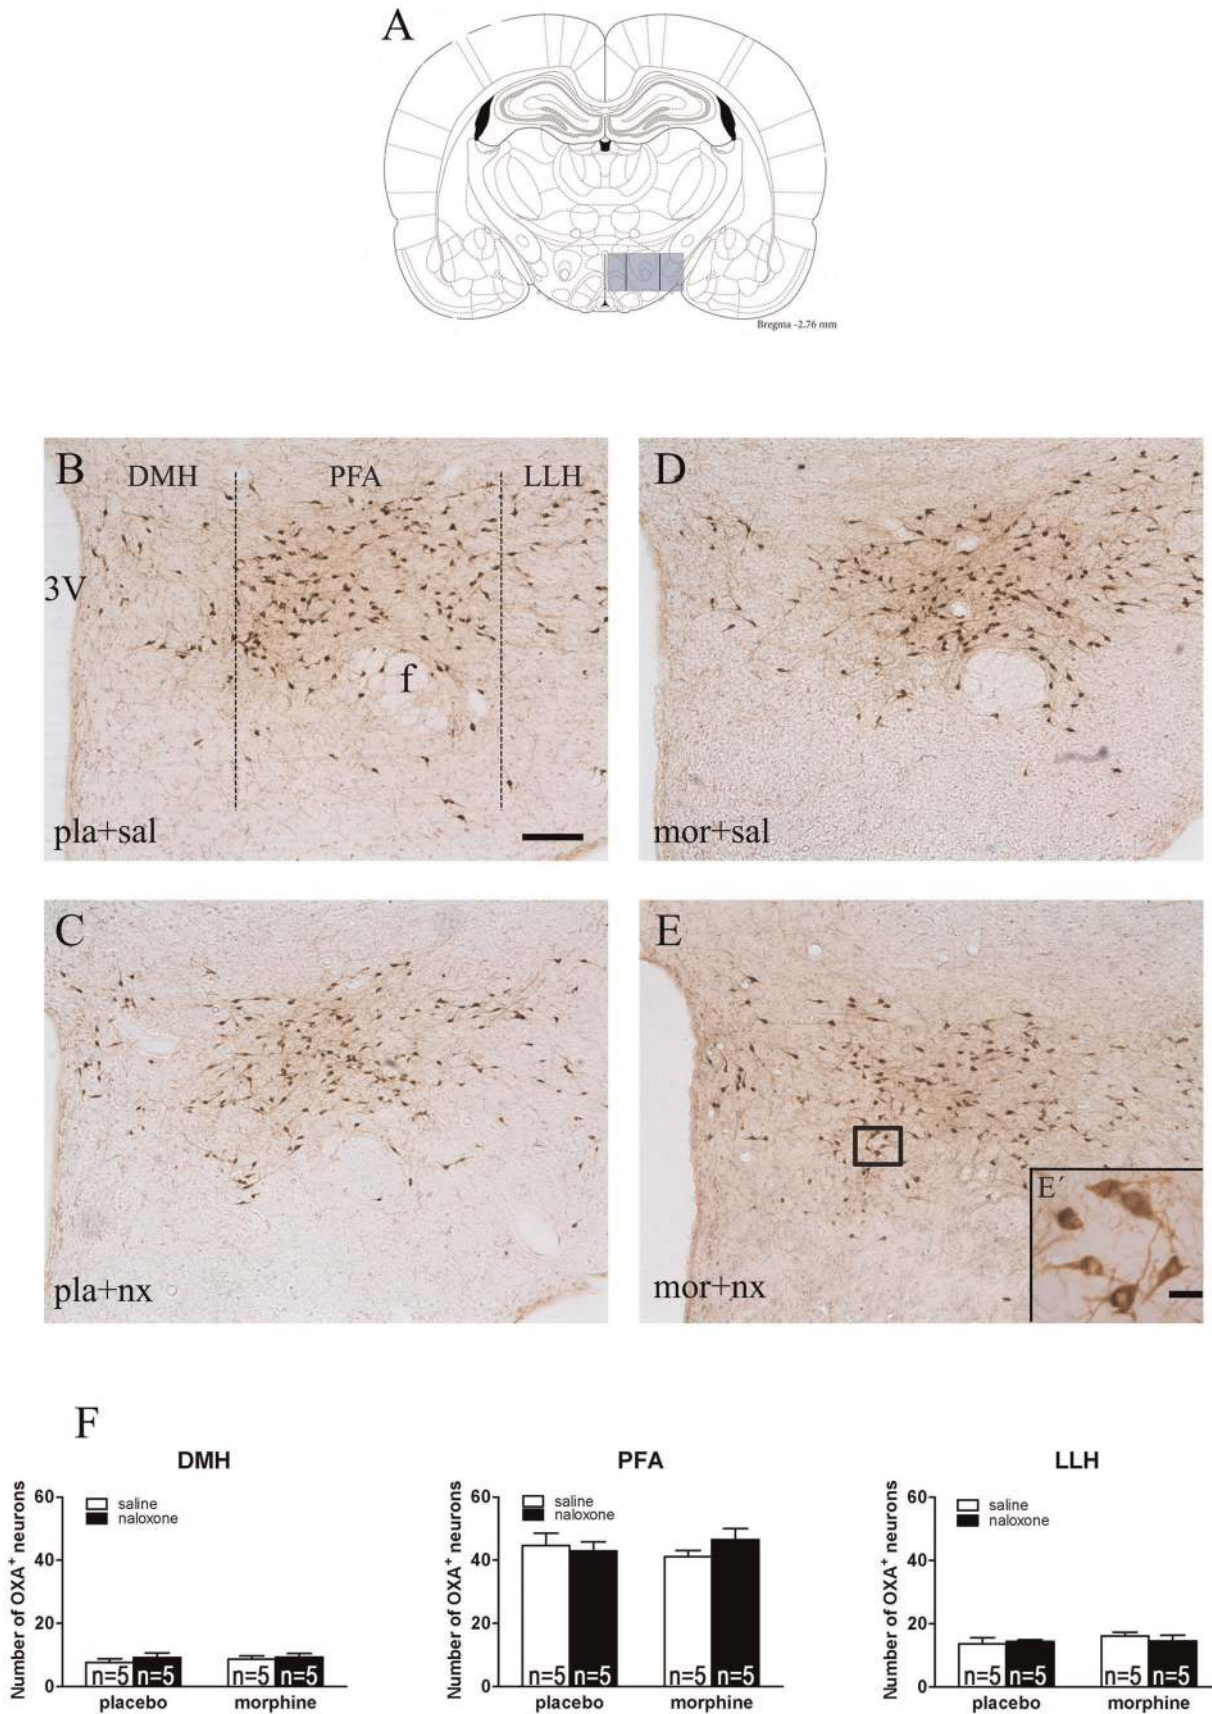 A
Bregma -2.76 mm
B
DMH
PFA
LLH
3V
f
pla+sal
D
mor+sal
C
pla+nx
E
E´
mor+nx
F
DMH
Number of OXA⁺ neurons
60
40
20
0
saline
naloxone
n=5 n=5 n=5 n=5
placebo morphine
PFA
Number of OXA⁺ neurons
60
40
20
0
saline
naloxone
n=5 n=5 n=5 n=5
placebo morphine
LLH
Number of OXA⁺ neurons
60
40
20
0
saline
naloxone
n=5 n=5 n=5 n=5
placebo morphine